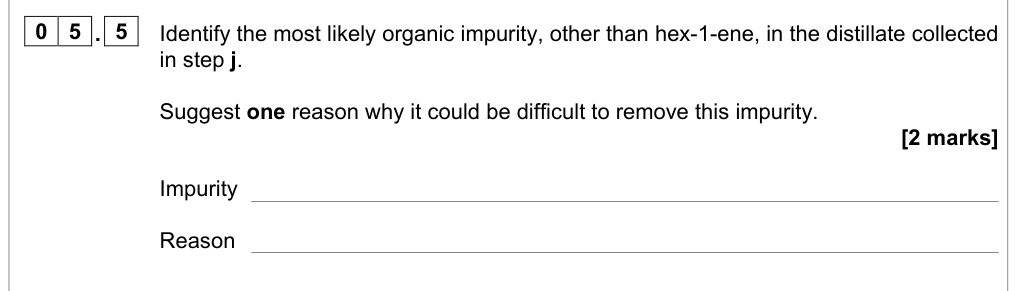 0 5 . 5 Identify the most likely organic impurity, other than hex-1-ene, in the distillate collected
in step j.
Suggest one reason why it could be difficult to remove this impurity.
[2 marks]
Impurity
Reason